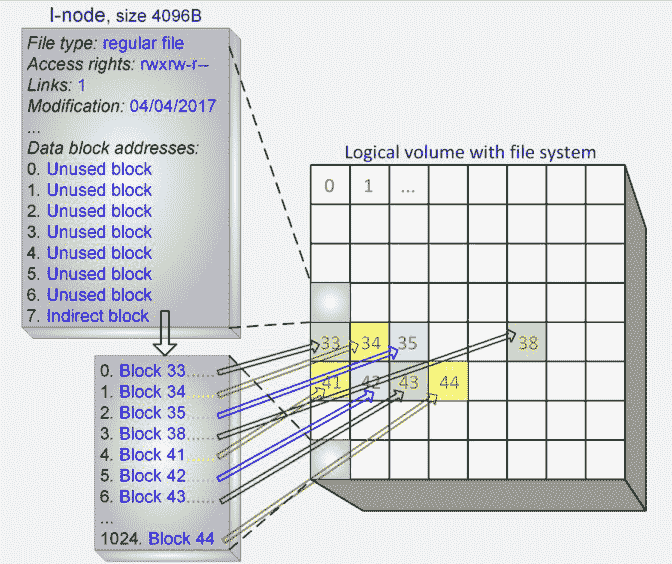 I-node, size 4096B
File type: regular file
Access rights: rwxrw-r--
Links: 1
Modification: 04/04/2017
...
Data block addresses:
0. Unused block
1. Unused block
2. Unused block
3. Unused block
4. Unused block
5. Unused block
6. Unused block
7. Indirect block
0. Block 33......
1. Block 34......
2. Block 35......
3. Block 38......
4. Block 41......
5. Block 42......
6. Block 43......
...
1024. Block 44
Logical volume with file system
0 1 ...
33 34 35 38
41 42 43 44